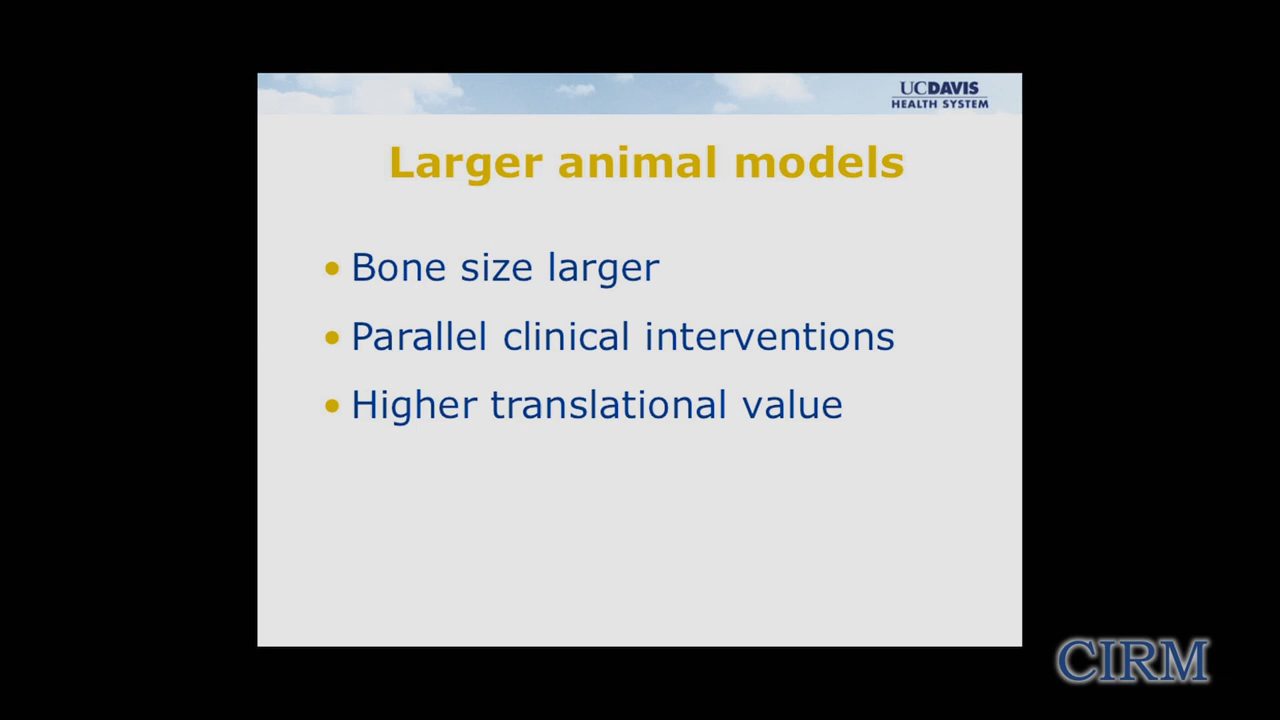 UCDAVIS
HEALTH SYSTEM
Larger animal models
• Bone size larger
• Parallel clinical interventions
• Higher translational value
CIRM